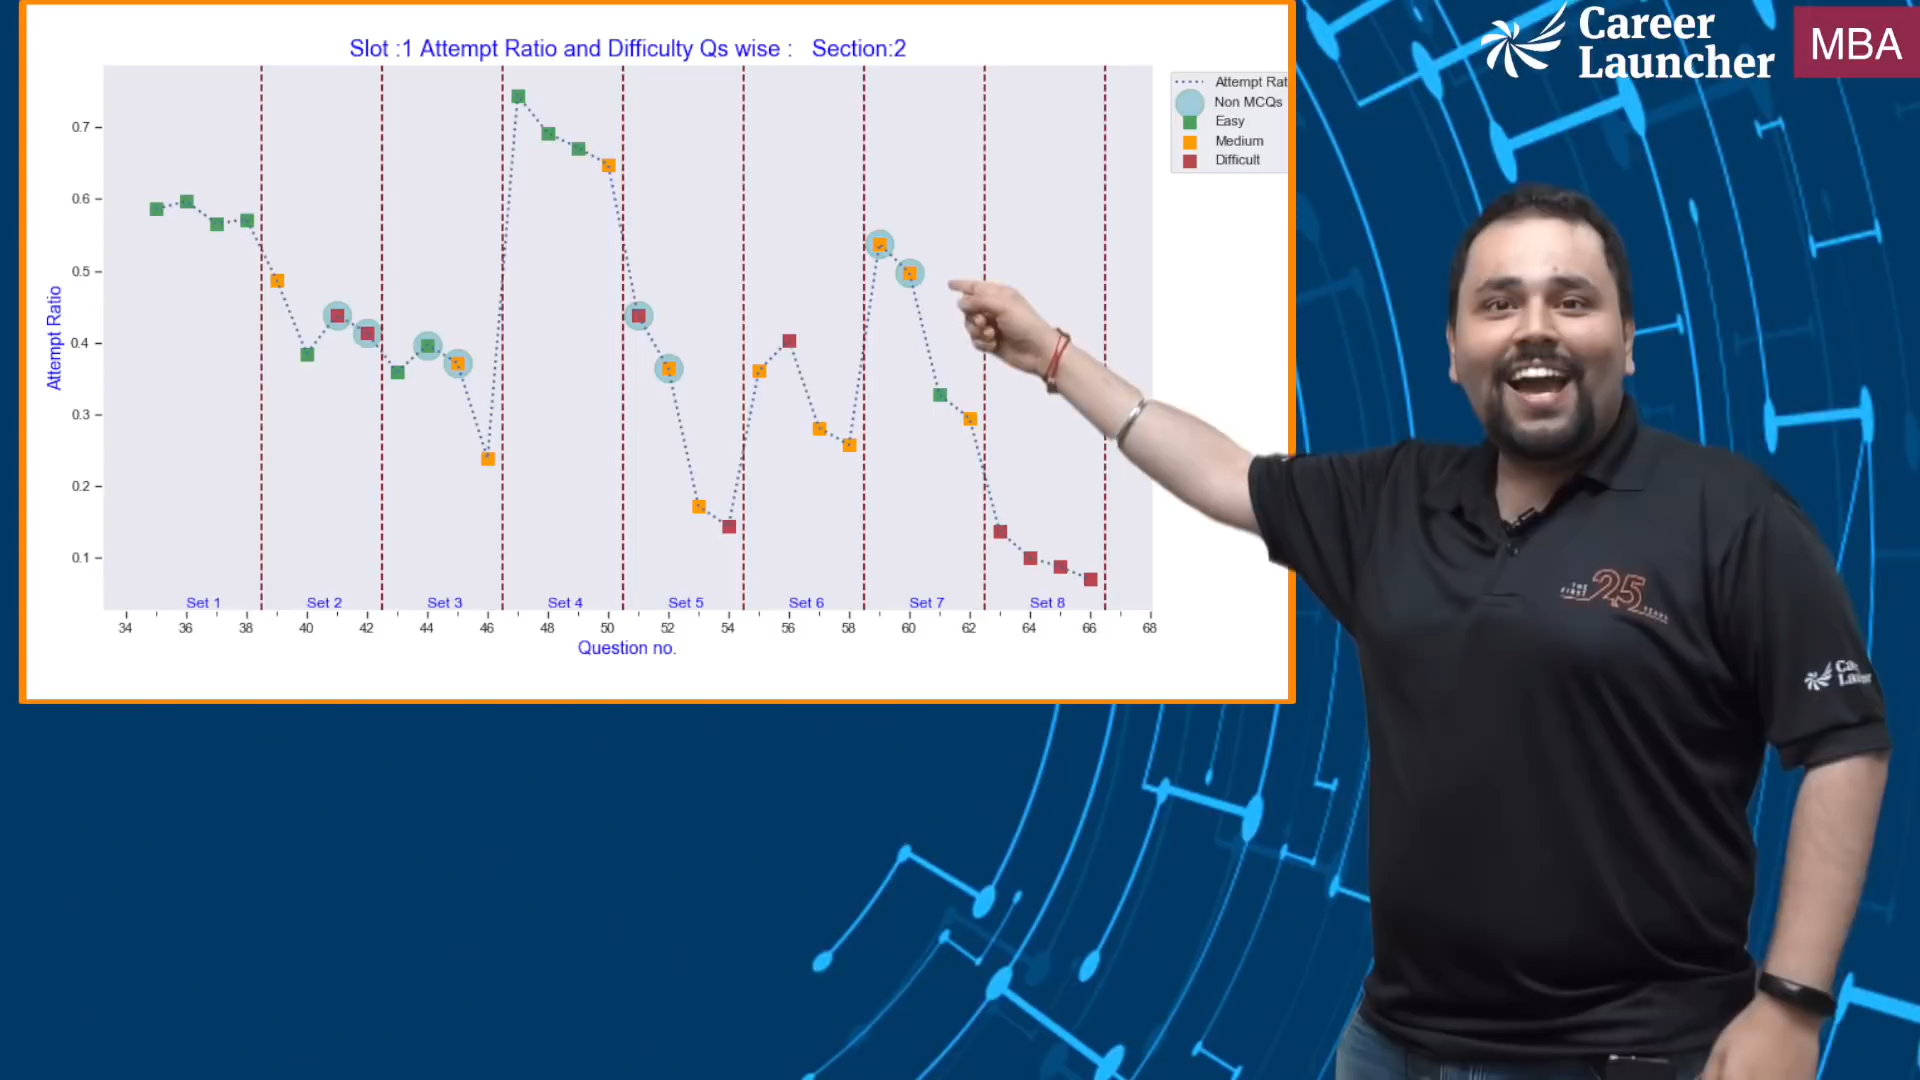 Slot :1 Attempt Ratio and Difficulty Qs wise : Section:2
Attempt Rat
Non MCQs
Easy
Medium
Difficult
0.7
0.6
0.5
0.4
0.3
0.2
0.1
Attempt Ratio
Set 1 Set 2 Set 3 Set 4 Set 5 Set 6 Set 7 Set 8
34 36 38 40 42 44 46 48 50 52 54 56 58 60 62 64 66 68
Question no.
Career
Launcher
MBA
THE
FIRST 25 YEARS